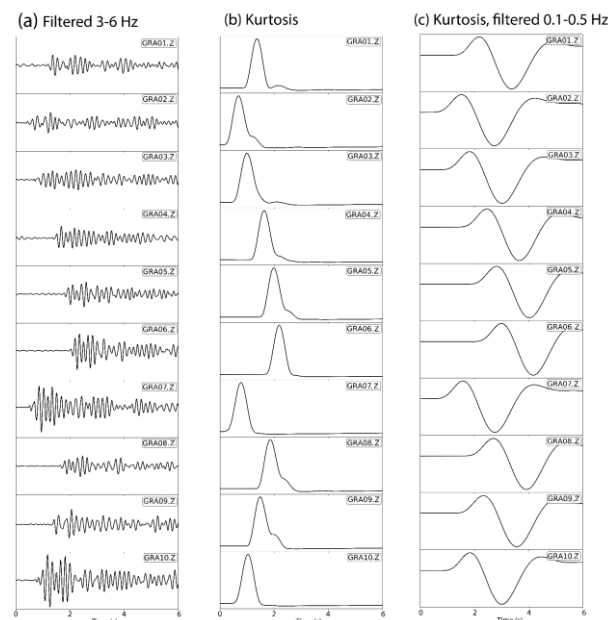 (a) Filtered 3-6 Hz
GRA01.Z
GRA02.Z
GRA03.Z
GRA04.Z
GRA05.Z
GRA06.Z
GRA07.Z
GRA08.Z
GRA09.Z
GRA10.Z
0 2 4 6
(b) Kurtosis
GRA01.Z
GRA02.Z
GRA03.Z
GRA04.Z
GRA05.Z
GRA06.Z
GRA07.Z
GRA08.Z
GRA09.Z
GRA10.Z
0 2 4 6
(c) Kurtosis, filtered 0.1-0.5 Hz
GRA01.Z
GRA02.Z
GRA03.Z
GRA04.Z
GRA05.Z
GRA06.Z
GRA07.Z
GRA08.Z
GRA09.Z
GRA10.Z
0 2 4 6